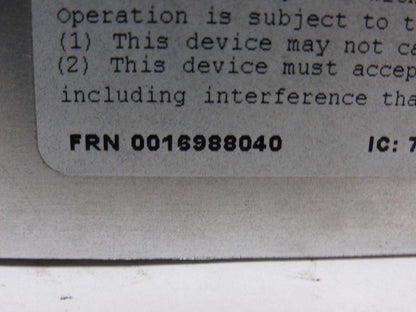 Operation is subject to t
(1) This device may not ca
(2) This device must accep
including interference tha
FRN 0016988040 IC: 7